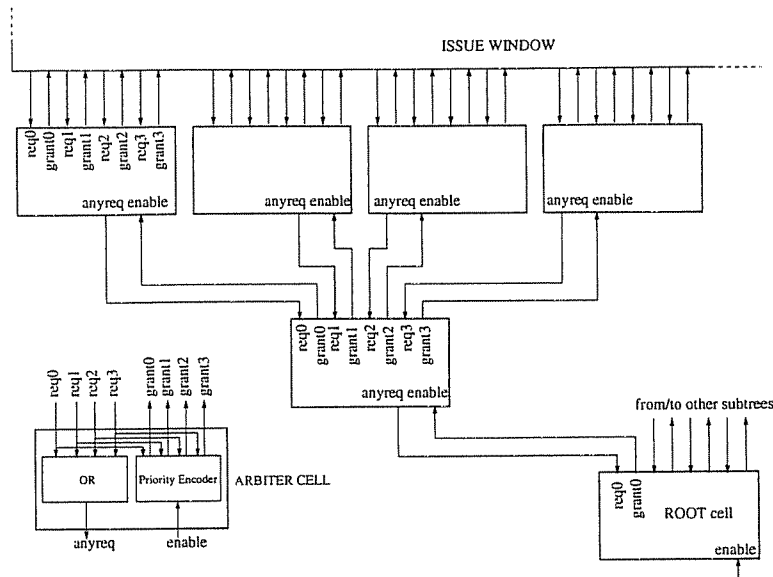 ISSUE WINDOW
req0 grant0 req1 grant1 req2 grant2 req3 grant3
anyreq enable
anyreq enable
anyreq enable
anyreq enable
req0 grant0 req1 grant1 req2 grant2 req3 grant3
anyreq enable
req0 req1 req2 req3 grant0 grant1 grant2 grant3
OR
Priority Encoder
ARBITER CELL
anyreq
enable
from/to other subtrees
req0 grant0
ROOT cell
enable